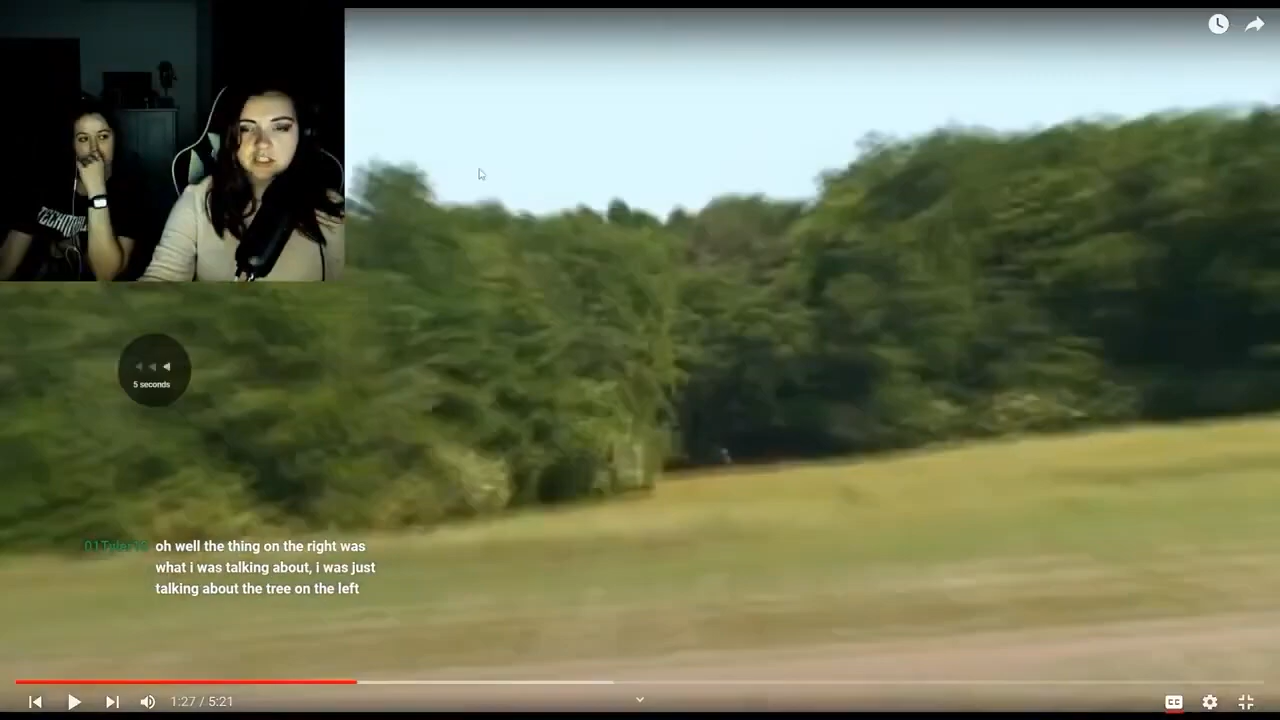 5 seconds
oh well the thing on the right was
what i was talking about, i was just
talking about the tree on the left
1:27 / 5:21
CC